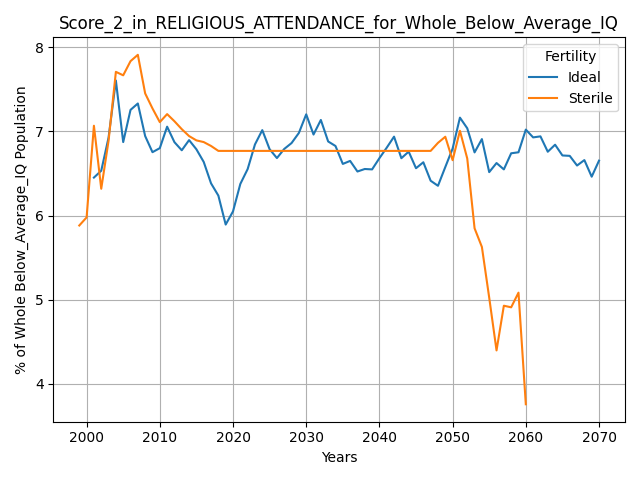 Score_2_in_RELIGIOUS_ATTENDANCE_for_Whole_Below_Average_IQ
Fertility
Ideal
Sterile
% of Whole Below_Average_IQ Population
8
7
6
5
4
2000 2010 2020 2030 2040 2050 2060 2070
Years